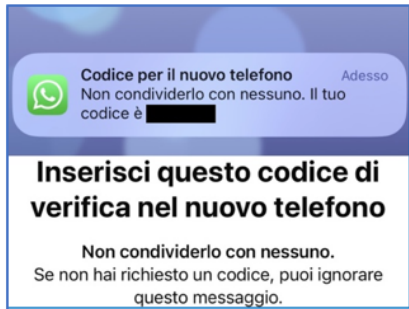 Codice per il nuovo telefono Adesso
Non condividerlo con nessuno. Il tuo
codice è
Inserisci questo codice di
verifica nel nuovo telefono
Non condividerlo con nessuno.
Se non hai richiesto un codice, puoi ignorare
questo messaggio.